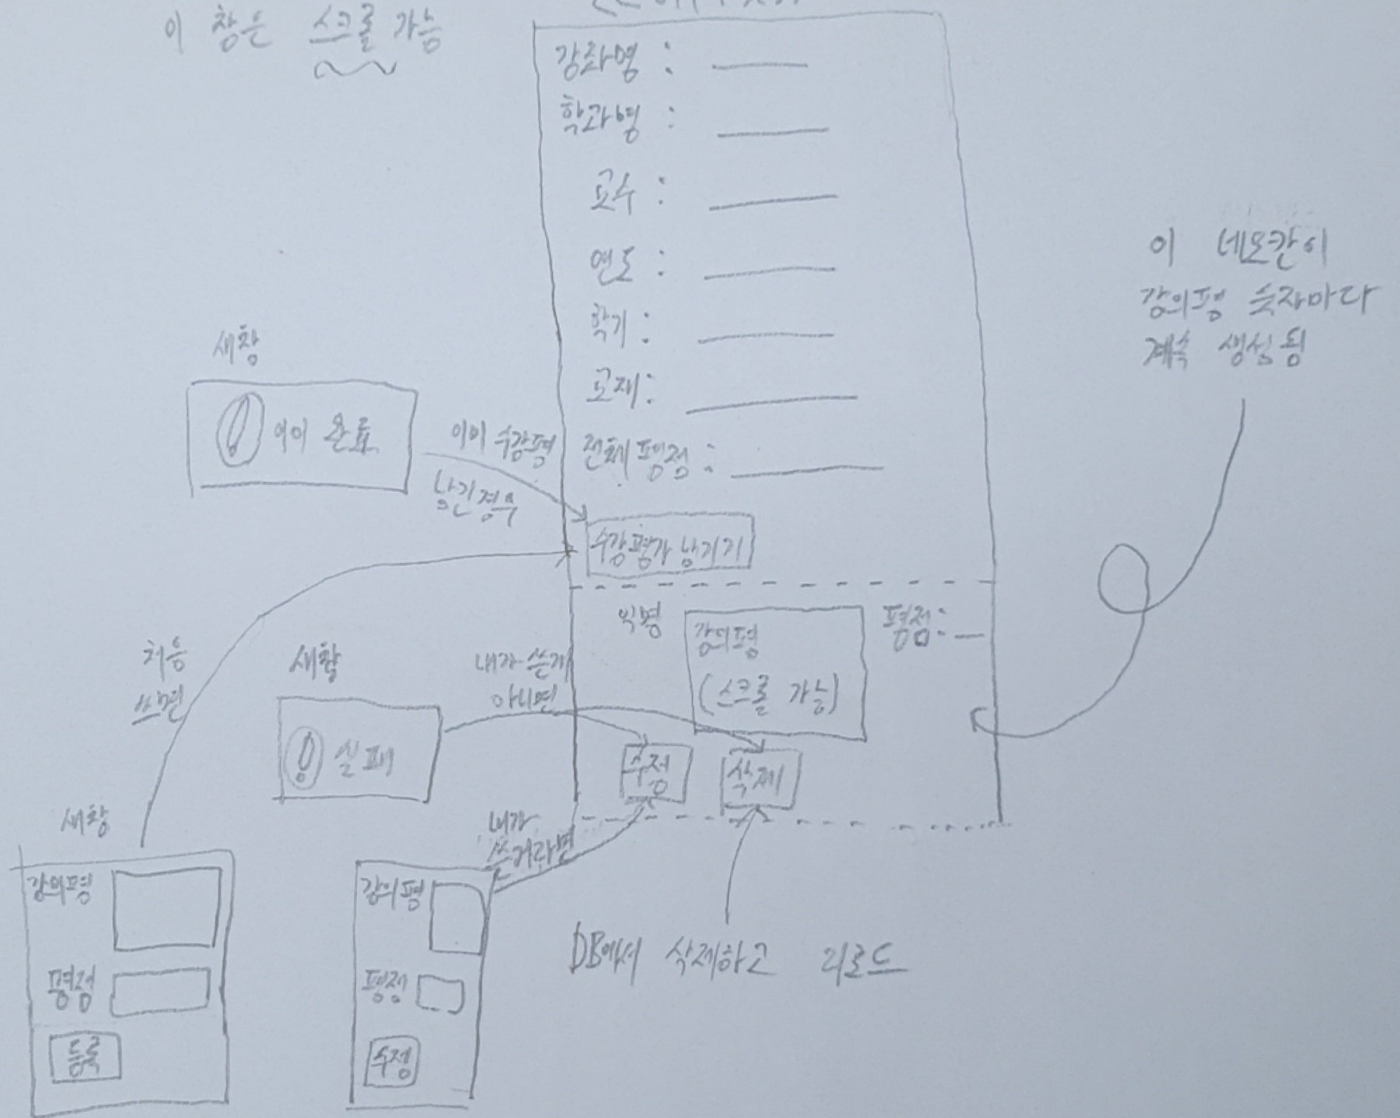 이 창은 스크롤 가능
강좌명 :
학과명 :
교수 :
연도 :
학기 :
교재 :
전체평점 :
수강평가 남기기
이 네모칸이
강의평 숫자마다
계속 생성됨
새창
! 이미 완료
이미 수강평
남긴경우
익명
강의평
(스크롤 가능)
평점 :
수정
삭제
처음
쓰면
새창
! 실패
내가 쓴게
아니면
새창
강의평
평점
등록
내가
쓴거라면
강의평
평점
수정
DB에서 삭제하고 리로드